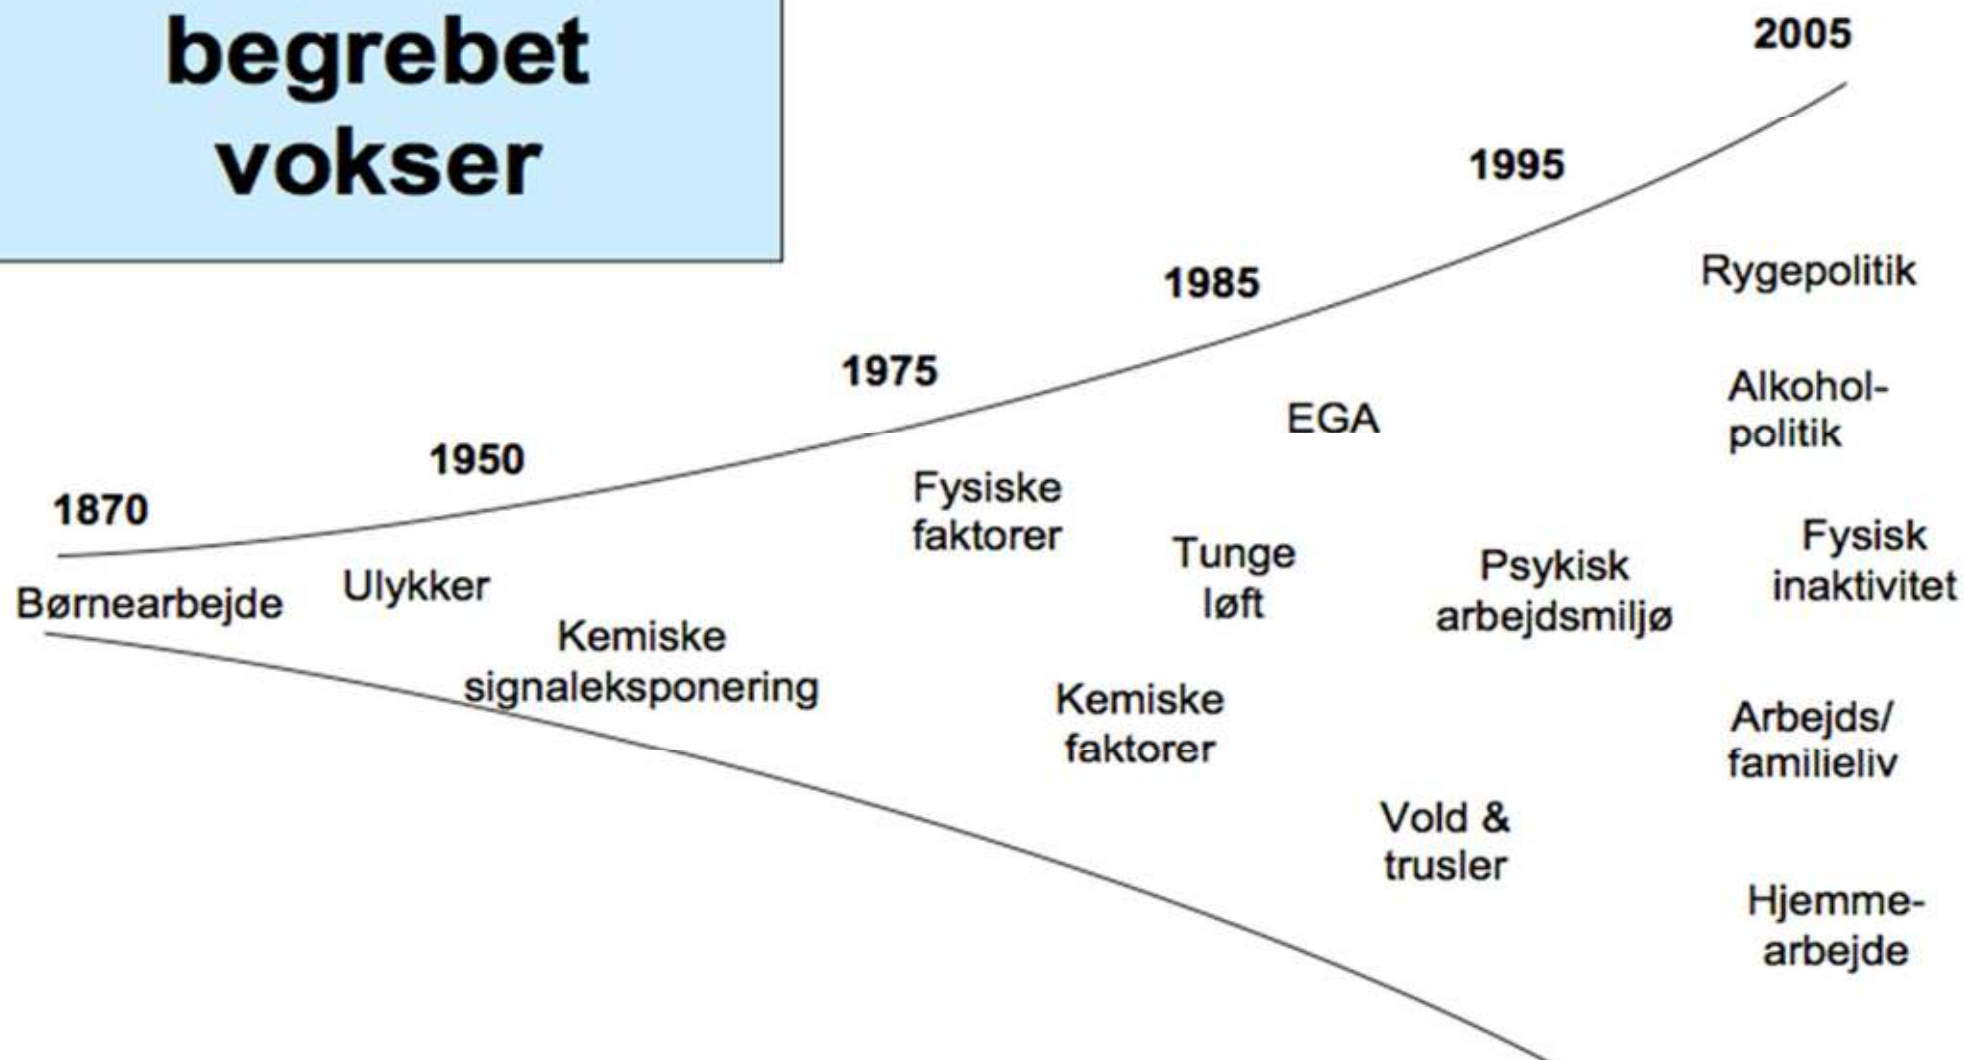 begrebet
vokser
2005
1995
1985
1975
1950
1870
Rygepolitik
Alkohol-
politik
EGA
Fysiske
faktorer
Tunge
løft
Psykisk
arbejdsmiljø
Fysisk
inaktivitet
Børnearbejde
Ulykker
Kemiske
signaleksponering
Kemiske
faktorer
Arbejds/
familieliv
Vold &
trusler
Hjemme-
arbejde